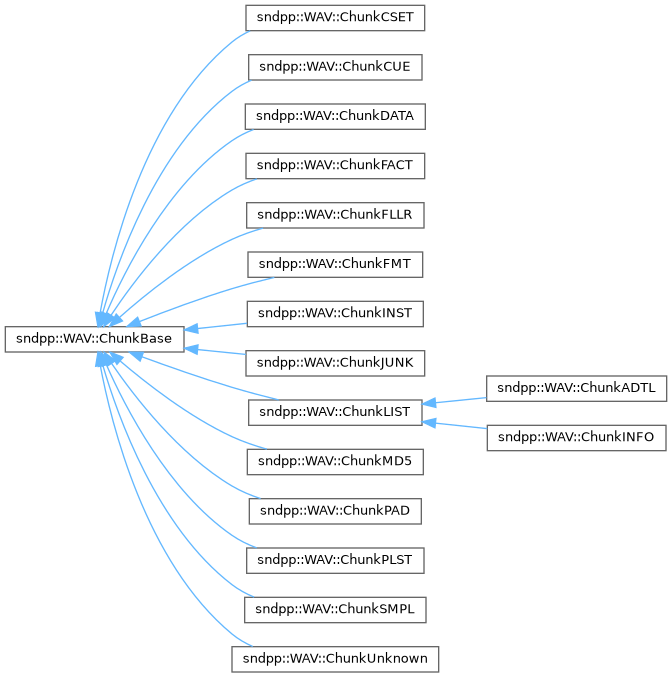 sndpp::WAV::ChunkCSET
sndpp::WAV::ChunkCUE
sndpp::WAV::ChunkDATA
sndpp::WAV::ChunkFACT
sndpp::WAV::ChunkFLLR
sndpp::WAV::ChunkFMT
sndpp::WAV::ChunkINST
sndpp::WAV::ChunkBase
sndpp::WAV::ChunkJUNK
sndpp::WAV::ChunkADTL
sndpp::WAV::ChunkLIST
sndpp::WAV::ChunkINFO
sndpp::WAV::ChunkMD5
sndpp::WAV::ChunkPAD
sndpp::WAV::ChunkPLST
sndpp::WAV::ChunkSMPL
sndpp::WAV::ChunkUnknown